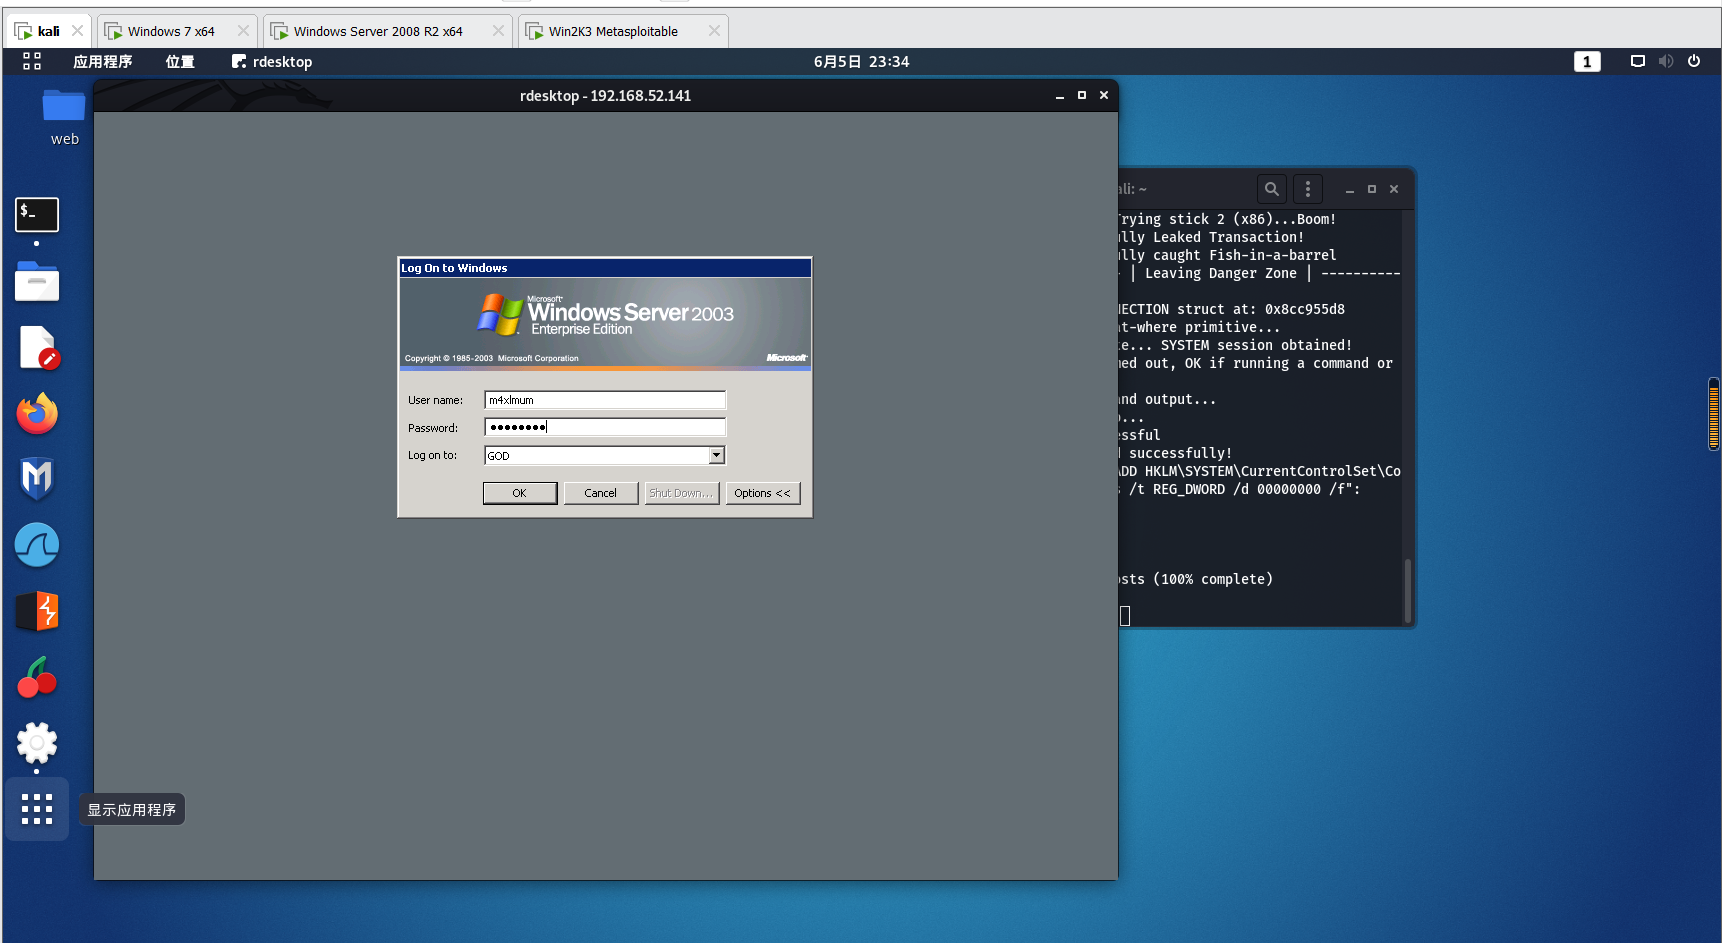 kali
Windows 7 x64
Windows Server 2008 R2 x64
Win2K3 Metasploitable
应用程序
位置
rdesktop
6月5日 23:34
1
web
rdesktop - 192.168.52.141
Log On to Windows
Microsoft
Windows Server 2003
Enterprise Edition
Copyright © 1985-2003 Microsoft Corporation
Microsoft
User name:
m4xlmum
Password:
Log on to:
GOD
OK
Cancel
Shut Down...
Options <<
ali: ~
Trying stick 2 (x86)...Boom!
lly Leaked Transaction!
lly caught Fish-in-a-barrel
- | Leaving Danger Zone | ----------
NECTION struct at: 0x8cc955d8
t-where primitive...
e... SYSTEM session obtained!
ed out, OK if running a command or
nd output...
...
ssful
successfully!
ADD HKLM\SYSTEM\CurrentControlSet\Co
/t REG_DWORD /d 00000000 /f":
sts (100% complete)
$_
显示应用程序